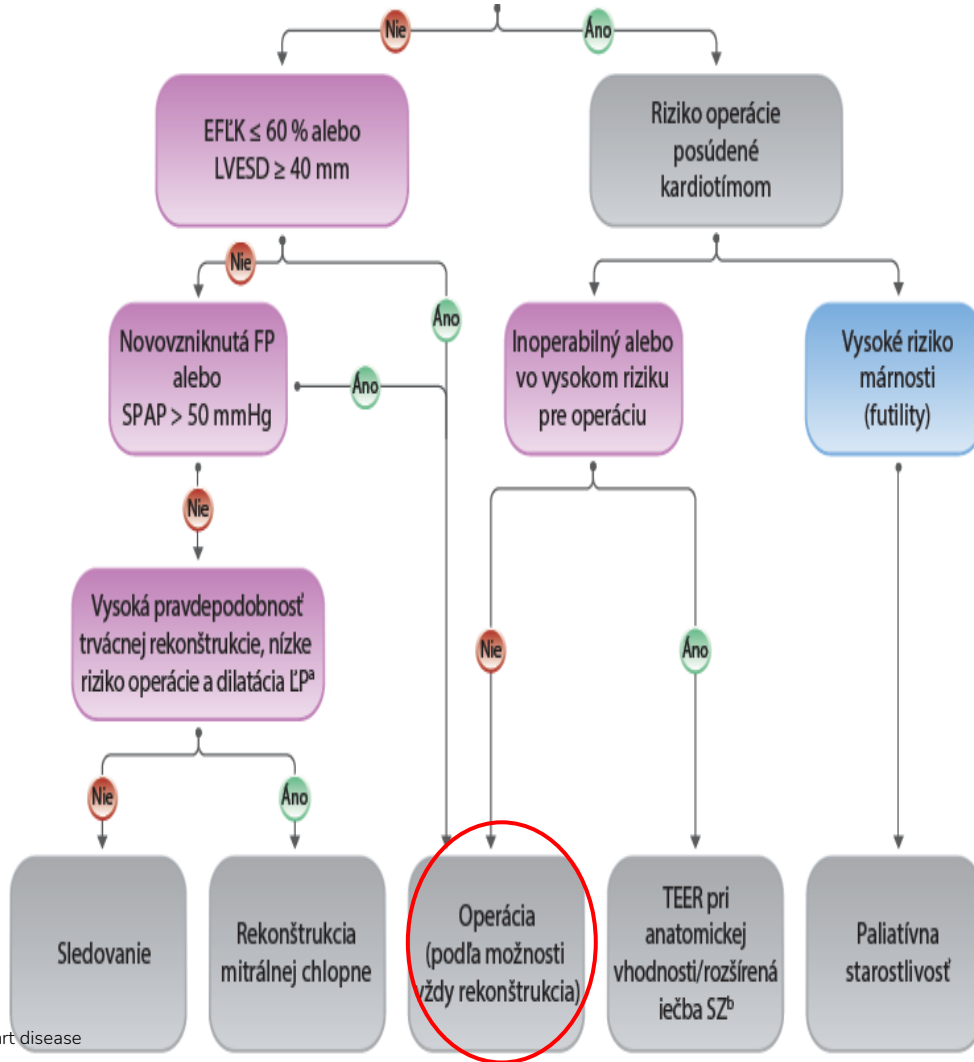 Nie
Áno
EFĽK ≤ 60 % alebo
LVESD ≥ 40 mm
Riziko operácie
posúdené
kardiotímom
Nie
Áno
Novovzniknutá FP
alebo
SPAP > 50 mmHg
Áno
Inoperabilný alebo
vo vysokom riziku
pre operáciu
Vysoké riziko
márnosti
(futility)
Nie
Vysoká pravdepodobnosť
trvácnej rekonštrukcie, nízke
riziko operácie a dilatácia ĽPᵃ
Nie
Áno
Nie
Áno
Sledovanie
Rekonštrukcia
mitrálnej chlopne
Operácia
(podľa možnosti
vždy rekonštrukcia)
TEER pri
anatomickej
vhodnosti/rozšírená
iečba SZᵇ
Paliatívna
starostlivosť
art disease